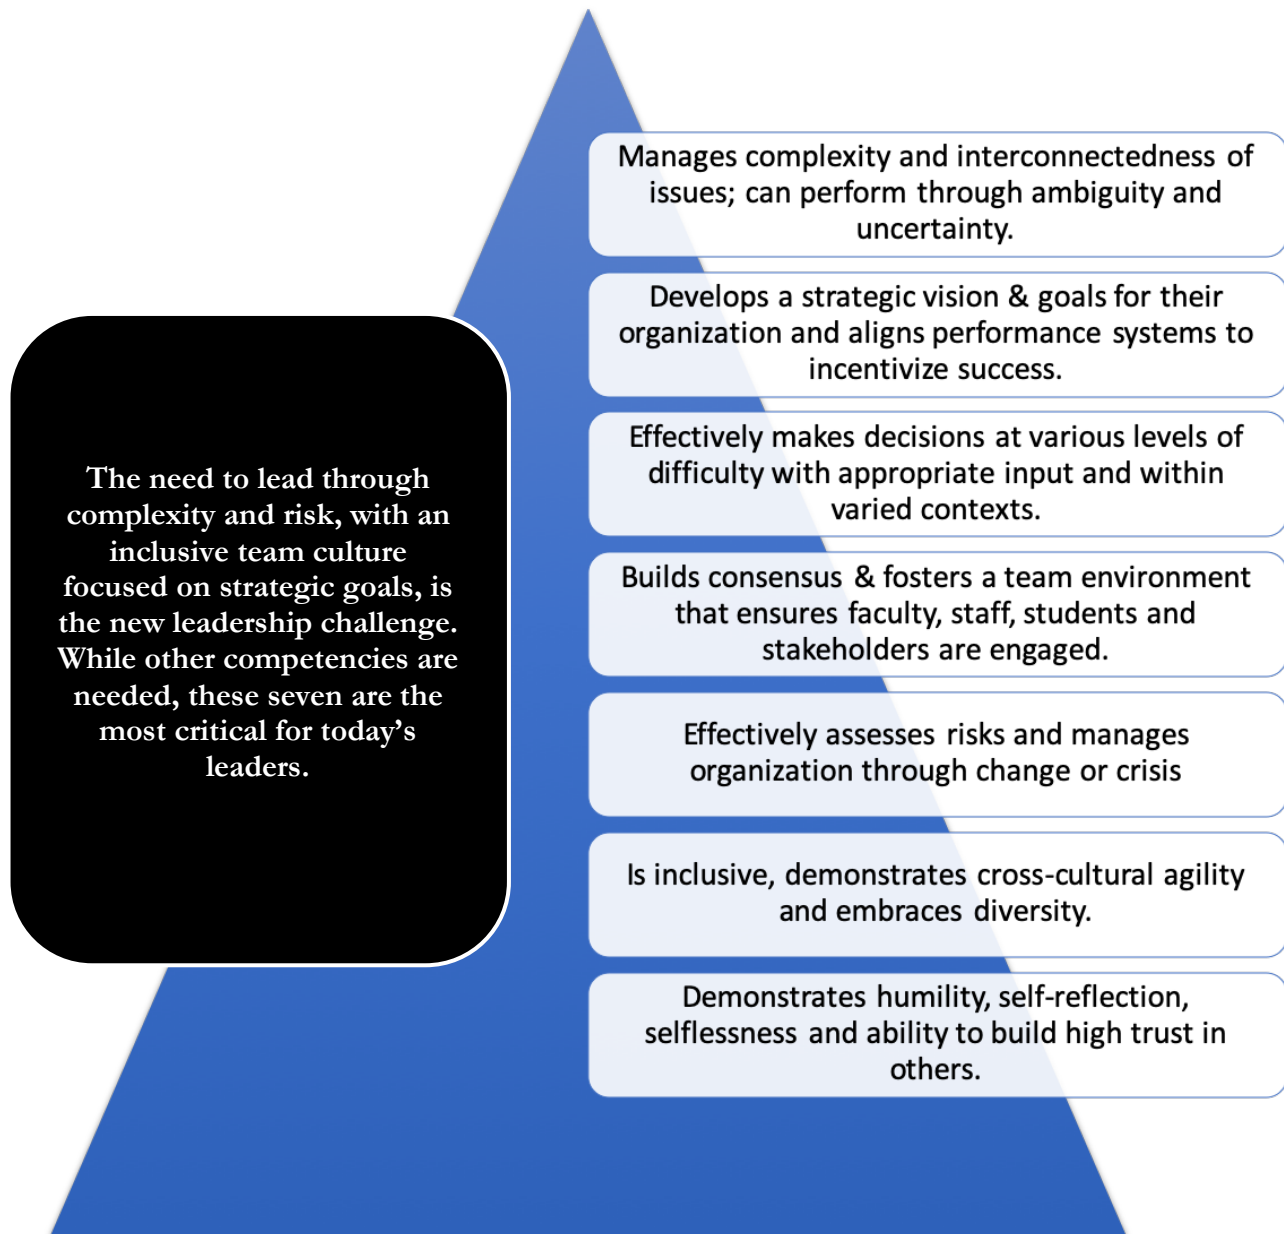 Manages complexity and interconnectedness of
issues; can perform through ambiguity and
uncertainty.
Develops a strategic vision & goals for their
organization and aligns performance systems to
incentivize success.
Effectively makes decisions at various levels of
difficulty with appropriate input and within
varied contexts.
Builds consensus & fosters a team environment
that ensures faculty, staff, students and
stakeholders are engaged.
Effectively assesses risks and manages
organization through change or crisis
Is inclusive, demonstrates cross-cultural agility
and embraces diversity.
Demonstrates humility, self-reflection,
selflessness and ability to build high trust in
others.
The need to lead through
complexity and risk, with an
inclusive team culture
focused on strategic goals, is
the new leadership challenge.
While other competencies are
needed, these seven are the
most critical for today’s
leaders.